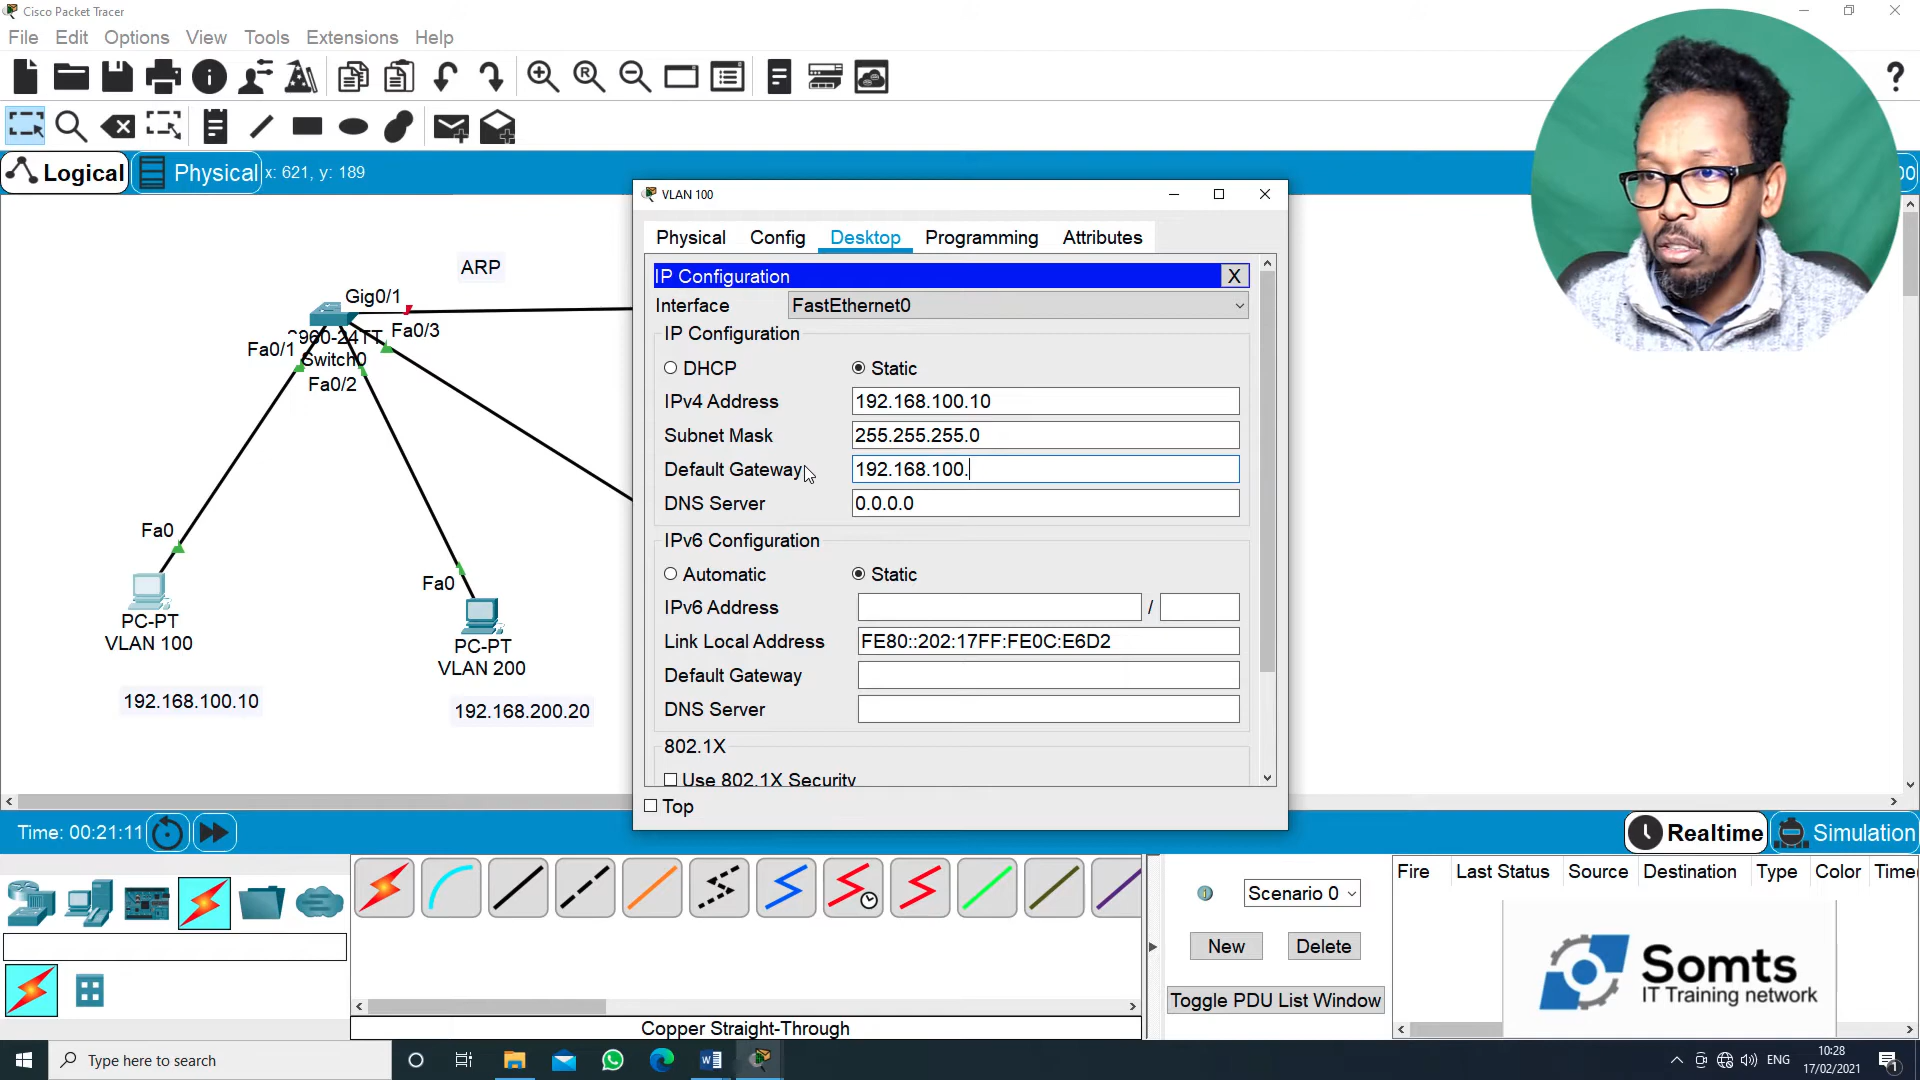 Cisco Packet Tracer
File Edit Options View Tools Extensions Help
Logical
Physical
x: 621, y: 189
ARP
Gig0/1
Fa0/3
Fa0/1
960-24TT
Switch0
Fa0/2
Fa0
PC-PT
VLAN 100
192.168.100.10
Fa0
PC-PT
VLAN 200
192.168.200.20
VLAN 100
Physical Config Desktop Programming Attributes
IP Configuration
X
Interface FastEthernet0
IP Configuration
DHCP Static
IPv4 Address 192.168.100.10
Subnet Mask 255.255.255.0
Default Gateway 192.168.100.
DNS Server 0.0.0.0
IPv6 Configuration
Automatic Static
IPv6 Address /
Link Local Address FE80::202:17FF:FE0C:E6D2
Default Gateway
DNS Server
802.1X
Use 802.1X Security
Top
Time: 00:21:11
Realtime
Simulation
Copper Straight-Through
Scenario 0
New Delete
Toggle PDU List Window
Fire Last Status Source Destination Type Color Time
Somts
IT Training network
Type here to search
ENG
10:28
17/02/2021
1